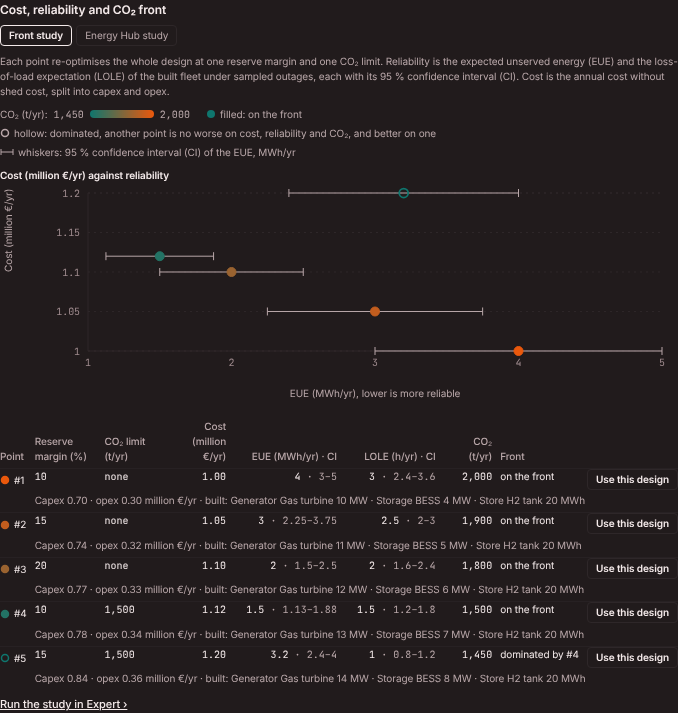 Cost, reliability and CO₂ front
Front study
Energy Hub study
Each point re-optimises the whole design at one reserve margin and one CO₂ limit. Reliability is the expected unserved energy (EUE) and the loss-
of-load expectation (LOLE) of the built fleet under sampled outages, each with its 95 % confidence interval (CI). Cost is the annual cost without
shed cost, split into capex and opex.
CO₂ (t/yr): 1,450 2,000 filled: on the front
hollow: dominated, another point is no worse on cost, reliability and CO₂, and better on one
whiskers: 95 % confidence interval (CI) of the EUE, MWh/yr
Cost (million €/yr) against reliability
Cost (million €/yr)
1.2
1.15
1.1
1.05
1
1 2 3 4 5
EUE (MWh/yr), lower is more reliable
Point Reserve margin (%) CO₂ limit (t/yr) Cost (million €/yr) EUE (MWh/yr) · CI LOLE (h/yr) · CI CO₂ (t/yr) Front
#1 10 none 1.00 4 · 3–5 3 · 2.4–3.6 2,000 on the front Use this design
Capex 0.70 · opex 0.30 million €/yr · built: Generator Gas turbine 10 MW · Storage BESS 4 MW · Store H2 tank 20 MWh
#2 15 none 1.05 3 · 2.25–3.75 2.5 · 2–3 1,900 on the front Use this design
Capex 0.74 · opex 0.32 million €/yr · built: Generator Gas turbine 11 MW · Storage BESS 5 MW · Store H2 tank 20 MWh
#3 20 none 1.10 2 · 1.5–2.5 2 · 1.6–2.4 1,800 on the front Use this design
Capex 0.77 · opex 0.33 million €/yr · built: Generator Gas turbine 12 MW · Storage BESS 6 MW · Store H2 tank 20 MWh
#4 10 1,500 1.12 1.5 · 1.13–1.88 1.5 · 1.2–1.8 1,500 on the front Use this design
Capex 0.78 · opex 0.34 million €/yr · built: Generator Gas turbine 13 MW · Storage BESS 7 MW · Store H2 tank 20 MWh
#5 15 1,500 1.20 3.2 · 2.4–4 1 · 0.8–1.2 1,450 dominated by #4 Use this design
Capex 0.84 · opex 0.36 million €/yr · built: Generator Gas turbine 14 MW · Storage BESS 8 MW · Store H2 tank 20 MWh
Run the study in Expert ›